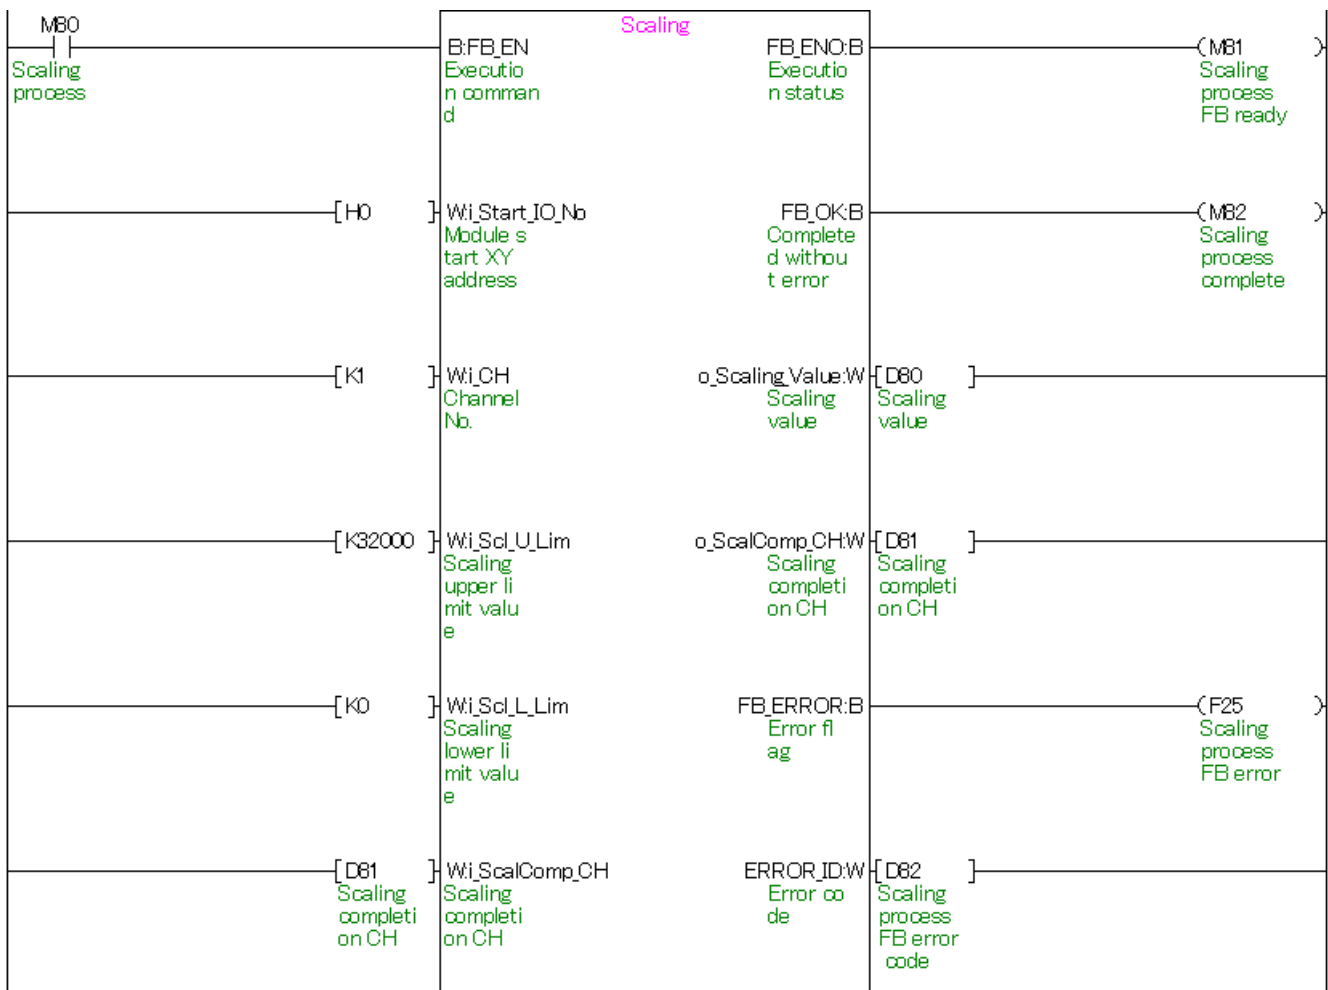 Scaling
M80
B:FB_EN
FB_ENO:B
M81
Scaling
process
Executio
n comman
d
Executio
n status
Scaling
process
FB ready
H0
W:i_Start_IO_No
FB_OK:B
M82
Module s
tart XY
address
Complete
d withou
t error
Scaling
process
complete
K1
W:i_CH
o_Scaling_Value:W
D80
Channel
No.
Scaling
value
Scaling
value
K32000
W:i_Scl_U_Lim
o_ScalComp_CH:W
D81
Scaling
upper li
mit valu
e
Scaling
completi
on CH
Scaling
completi
on CH
K0
W:i_Scl_L_Lim
FB_ERROR:B
F25
Scaling
lower li
mit valu
e
Error fl
ag
Scaling
process
FB error
D81
W:i_ScalComp_CH
ERROR_ID:W
D82
Scaling
completi
on CH
Scaling
completi
on CH
Error co
de
Scaling
process
FB error
code